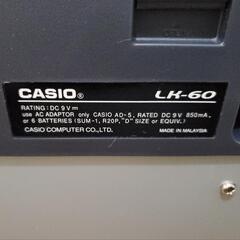 CASIO® LK-60
RATING: DC 9V ⎓
use AC ADAPTOR only CASIO AD-5, RATED DC 9V 850mA,
or 6 BATTERIES (SUM-1, R20P, "D" SIZE or EQUIV.)
CASIO COMPUTER CO.,LTD. MADE IN MALAYSIA